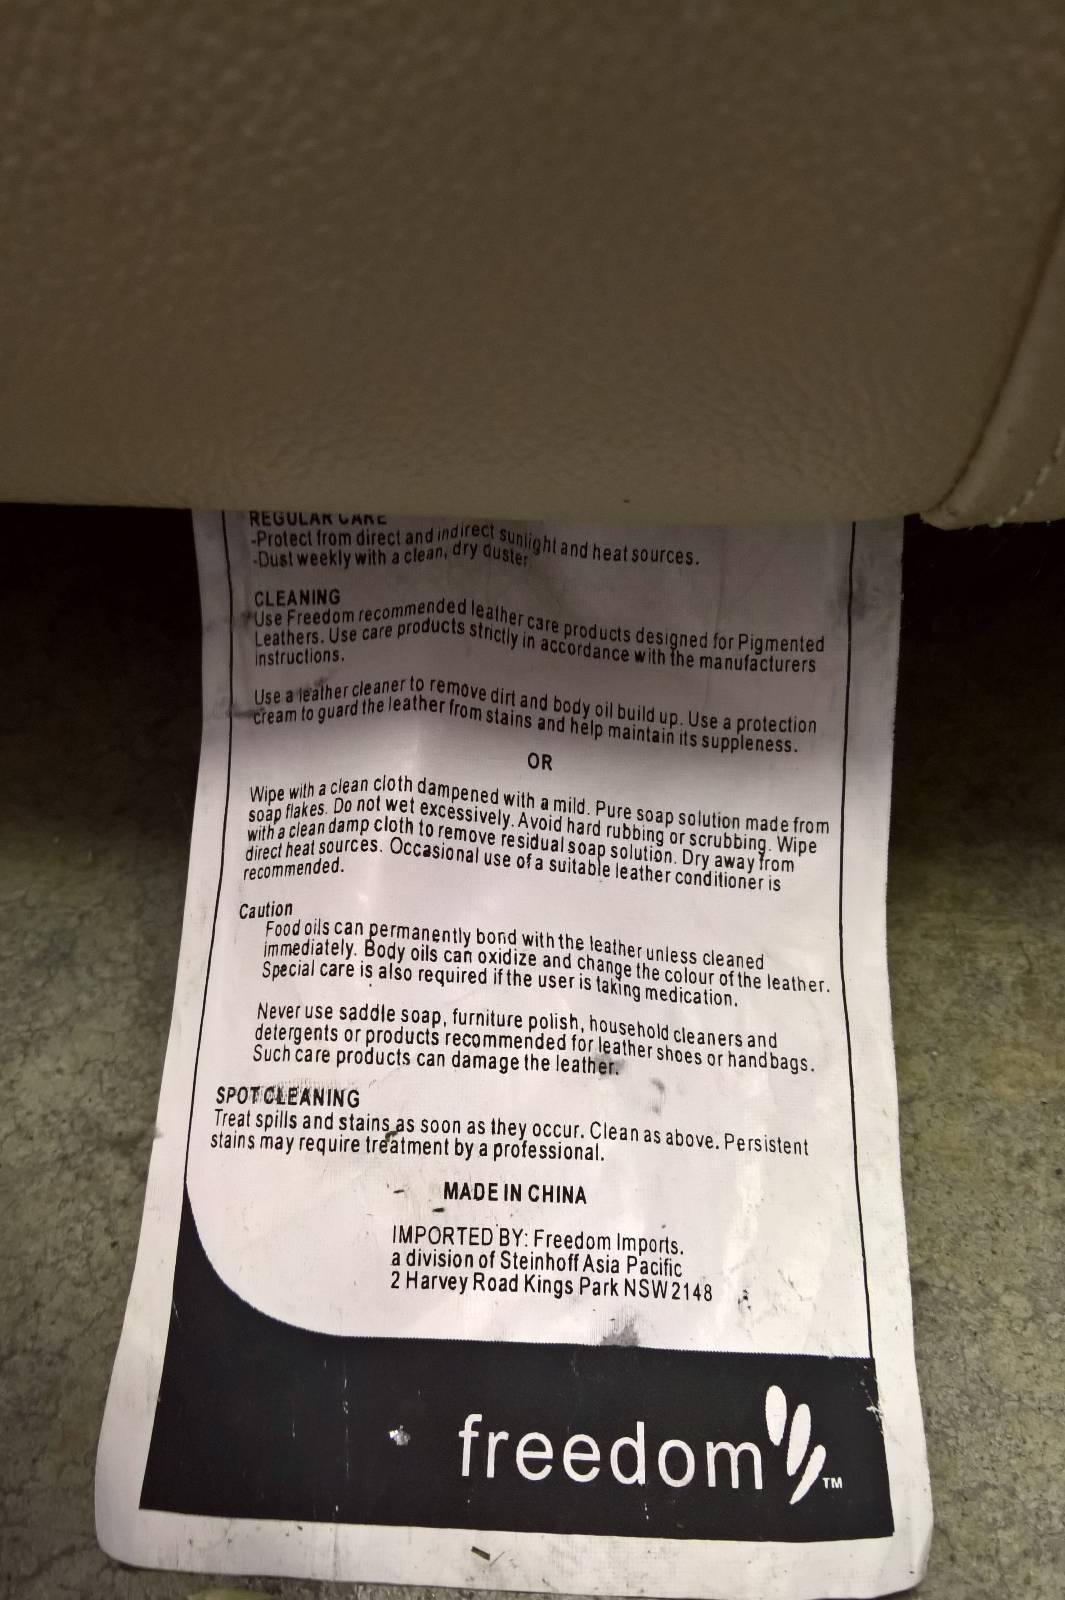 REGULAR CARE
-Protect from direct and indirect sunlight and heat sources.
-Dust weekly with a clean, dry duster
CLEANING
Use Freedom recommended leather care products designed for Pigmented
Leathers. Use care products strictly in accordance with the manufacturers
instructions.
Use a leather cleaner to remove dirt and body oil build up. Use a protection
cream to guard the leather from stains and help maintain its suppleness.
OR
Wipe with a clean cloth dampened with a mild. Pure soap solution made from
soap flakes. Do not wet excessively. Avoid hard rubbing or scrubbing. Wipe
with a clean damp cloth to remove residual soap solution. Dry away from
direct heat sources. Occasional use of a suitable leather conditioner is
recommended.
Caution
Food oils can permanently bond with the leather unless cleaned
immediately. Body oils can oxidize and change the colour of the leather.
Special care is also required if the user is taking medication.
Never use saddle soap, furniture polish, household cleaners and
detergents or products recommended for leather shoes or handbags.
Such care products can damage the leather.
SPOT CLEANING
Treat spills and stains as soon as they occur. Clean as above. Persistent
stains may require treatment by a professional.
MADE IN CHINA
IMPORTED BY: Freedom Imports.
a division of Steinhoff Asia Pacific
2 Harvey Road Kings Park NSW 2148
freedom TM